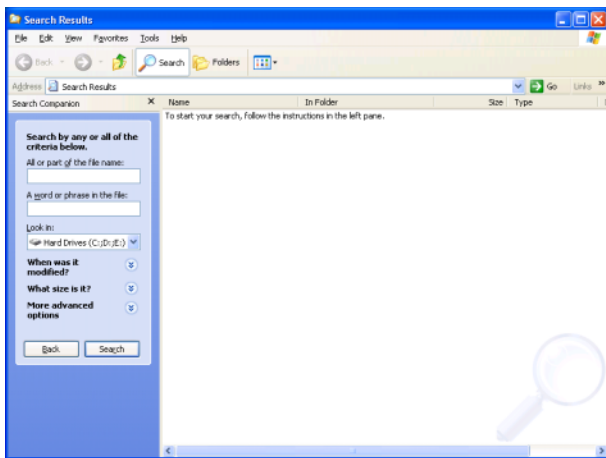 Search Results
File Edit View Favorites Tools Help
Back Search Folders
Address Search Results Go Links »
Search Companion × Name In Folder Size Type
To start your search, follow the instructions in the left pane.
Search by any or all of the
criteria below.
All or part of the file name:
A word or phrase in the file:
Look in:
Hard Drives (C:;D:;E:)
When was it
modified?
What size is it?
More advanced
options
Back Search